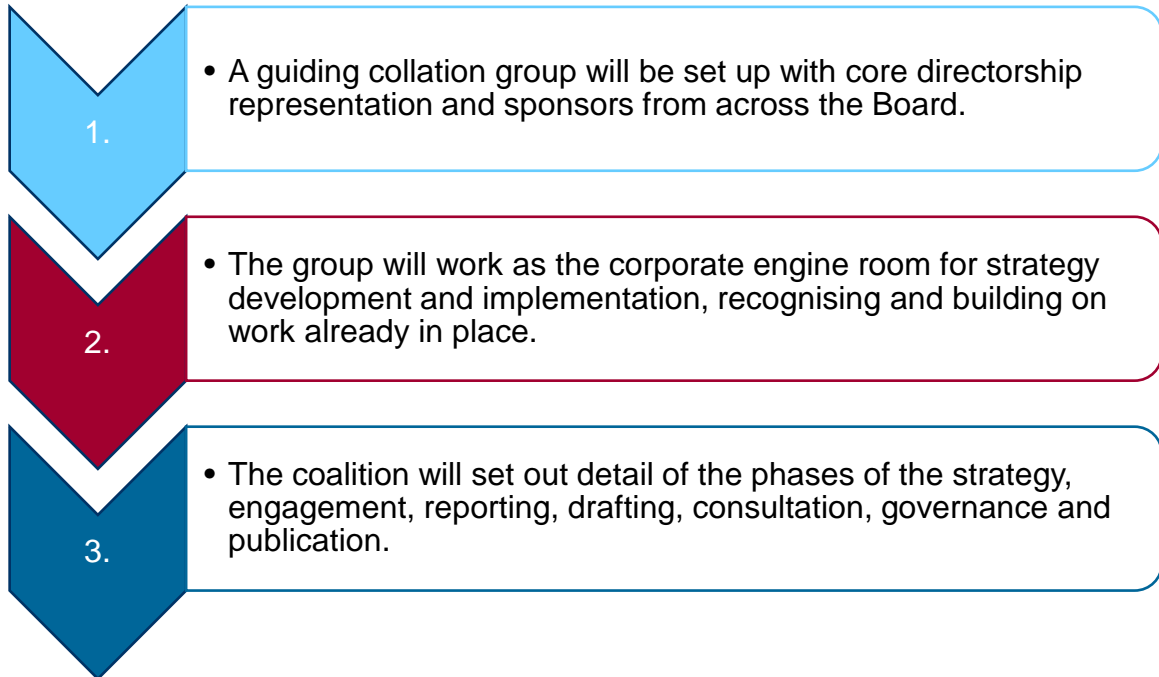 1.
• A guiding collation group will be set up with core directorship
representation and sponsors from across the Board.
2.
• The group will work as the corporate engine room for strategy
development and implementation, recognising and building on
work already in place.
3.
• The coalition will set out detail of the phases of the strategy,
engagement, reporting, drafting, consultation, governance and
publication.